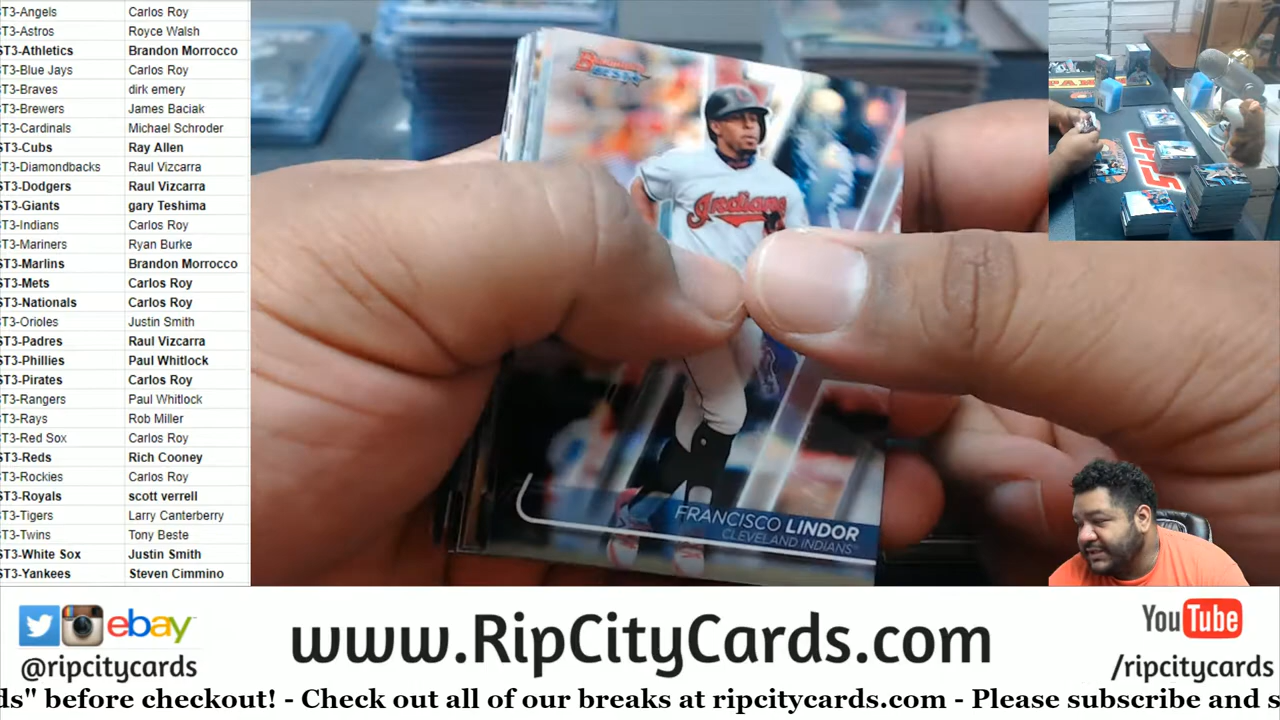 ST3-Angels Carlos Roy
ST3-Astros Royce Walsh
ST3-Athletics Brandon Morrocco
ST3-Blue Jays Carlos Roy
ST3-Braves dirk emery
ST3-Brewers James Baciak
ST3-Cardinals Michael Schroder
ST3-Cubs Ray Allen
ST3-Diamondbacks Raul Vizcarra
ST3-Dodgers Raul Vizcarra
ST3-Giants gary Teshima
ST3-Indians Carlos Roy
ST3-Mariners Ryan Burke
ST3-Marlins Brandon Morrocco
ST3-Mets Carlos Roy
ST3-Nationals Carlos Roy
ST3-Orioles Justin Smith
ST3-Padres Raul Vizcarra
ST3-Phillies Paul Whitlock
ST3-Pirates Carlos Roy
ST3-Rangers Paul Whitlock
ST3-Rays Rob Miller
ST3-Red Sox Carlos Roy
ST3-Reds Rich Cooney
ST3-Rockies Carlos Roy
ST3-Royals scott verrell
ST3-Tigers Larry Canterberry
ST3-Twins Tony Beste
ST3-White Sox Justin Smith
ST3-Yankees Steven Cimmino
Bowman's
BEST
Indians
FRANCISCO LINDOR
CLEVELAND INDIANS
ebay
@ripcitycards
www.RipCityCards.com
YouTube
/ripcitycards
ds" before checkout! - Check out all of our breaks at ripcitycards.com - Please subscribe and s